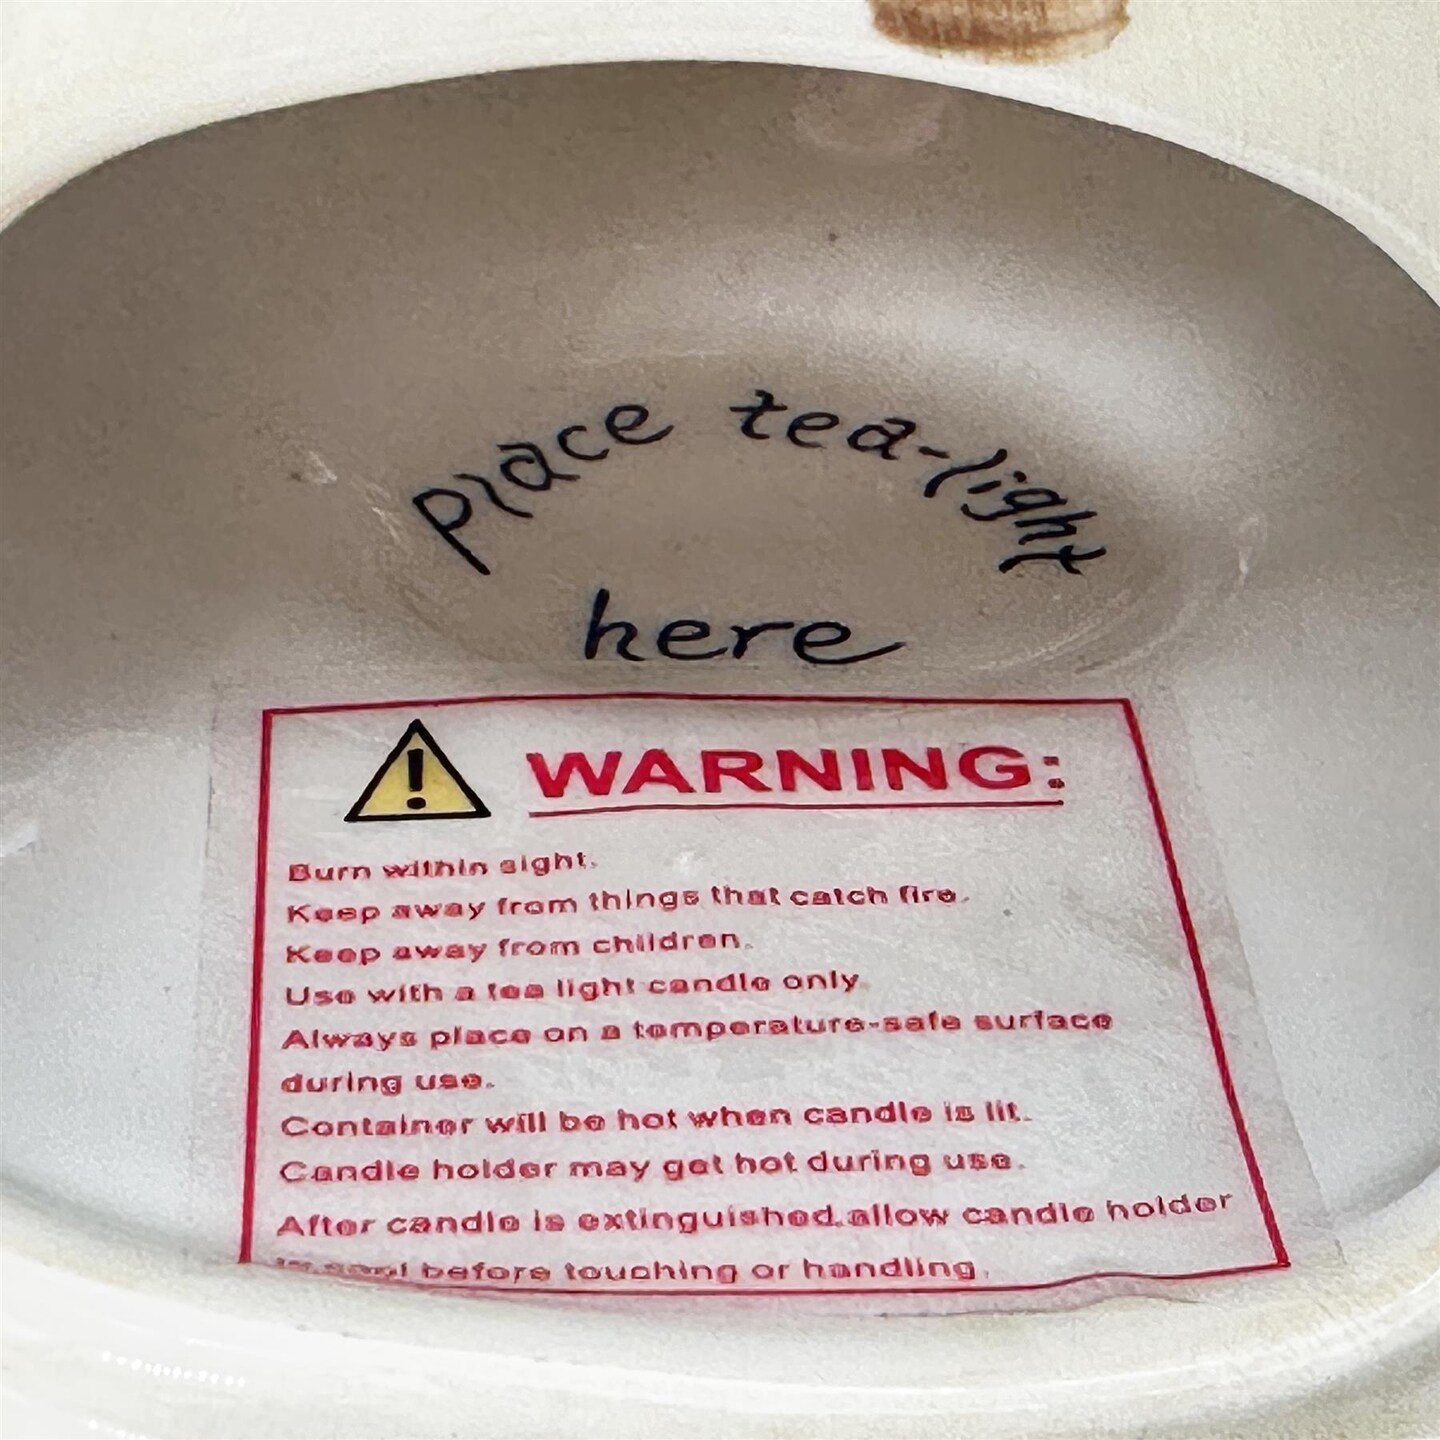 Place tea-light
here
WARNING:
Burn within sight.
Keep away from things that catch fire.
Keep away from children.
Use with a tea light candle only.
Always place on a temperature-safe surface
during use.
Container will be hot when candle is lit.
Candle holder may get hot during use.
After candle is extinguished,allow candle holder
to cool before touching or handling.